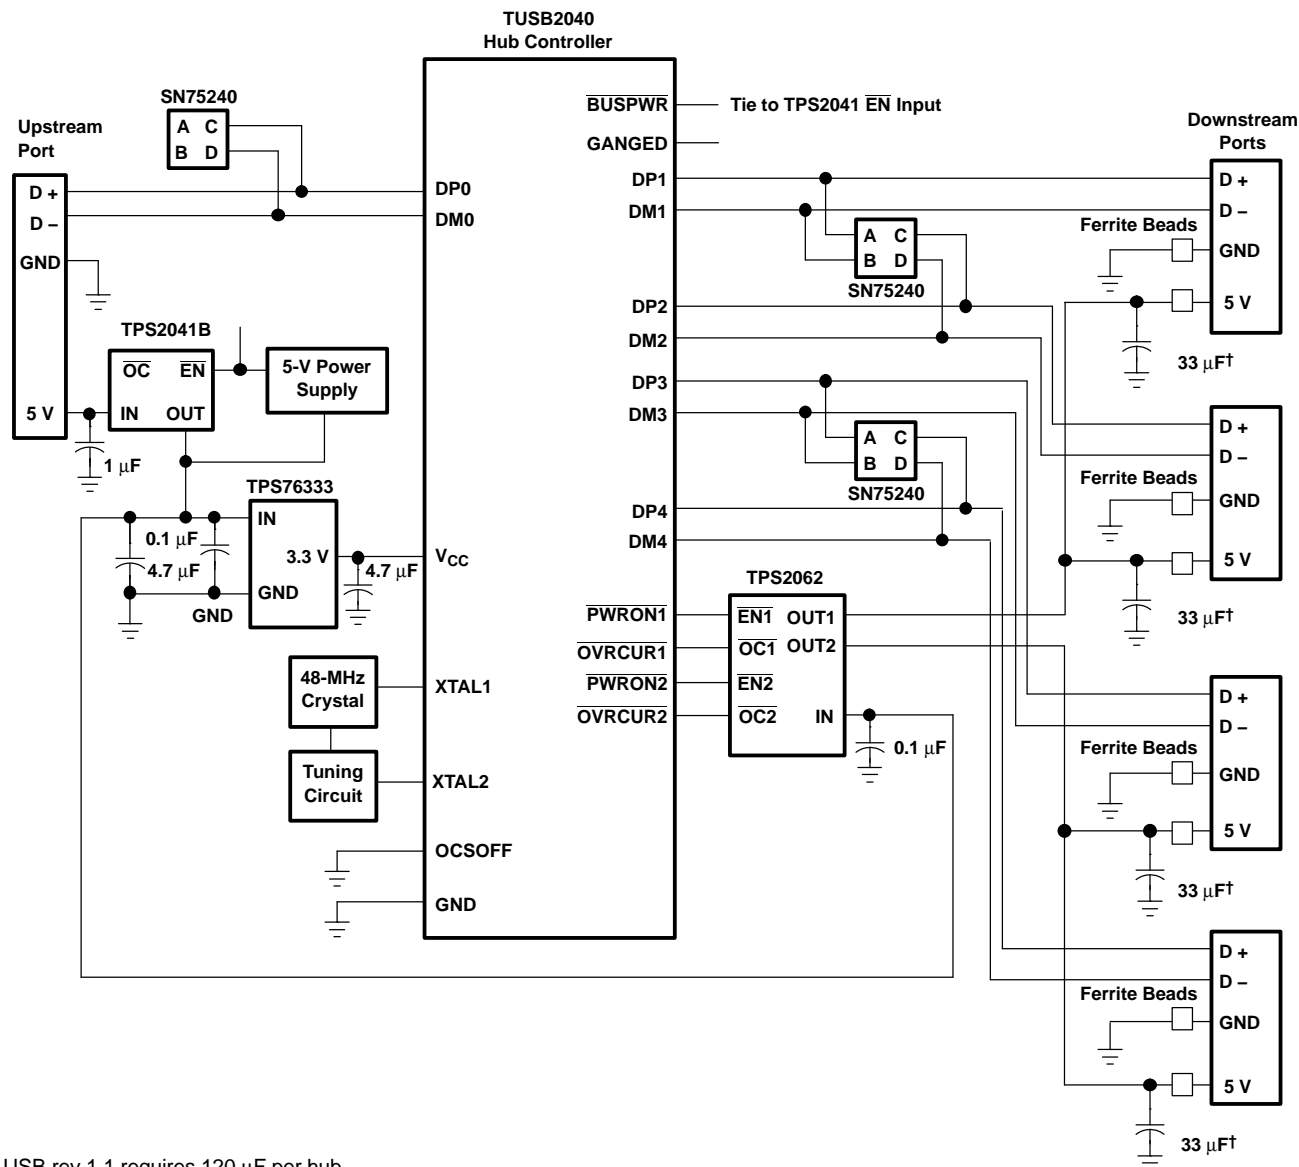 TUSB2040
Hub Controller
SN75240
A C
B D
Upstream
Port
D +
D –
GND
5 V
BUSPWR
Tie to TPS2041 EN Input
GANGED
DP0
DM0
DP1
DM1
A C
B D
SN75240
DP2
DM2
DP3
DM3
A C
B D
SN75240
DP4
DM4
TPS2041B
OC EN
IN OUT
5-V Power
Supply
1 µF
TPS76333
IN
3.3 V
GND
0.1 µF
4.7 µF
GND
4.7 µF
VCC
TPS2062
PWRON1
OVRCUR1
PWRON2
OVRCUR2
EN1 OUT1
OC1 OUT2
EN2
OC2 IN
0.1 µF
48-MHz
Crystal
XTAL1
Tuning
Circuit
XTAL2
OCSOFF
GND
Downstream
Ports
D +
D –
Ferrite Beads
GND
5 V
33 µF†
D +
D –
Ferrite Beads
GND
5 V
33 µF†
D +
D –
Ferrite Beads
GND
5 V
33 µF†
D +
D –
Ferrite Beads
GND
5 V
33 µF†